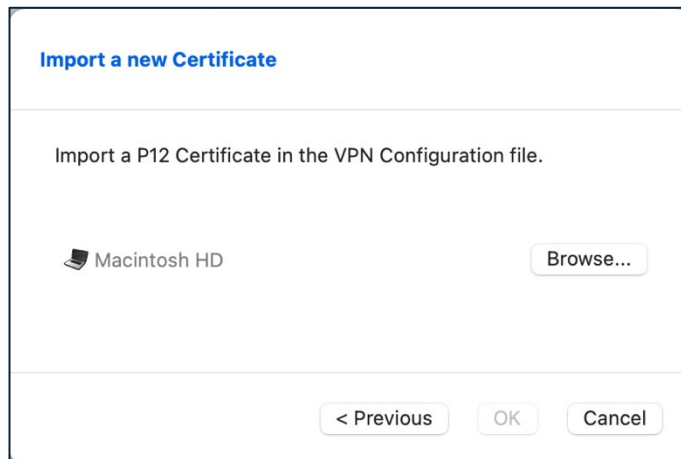 Import a new Certificate
Import a P12 Certificate in the VPN Configuration file.
Macintosh HD
Browse...
< Previous
OK
Cancel